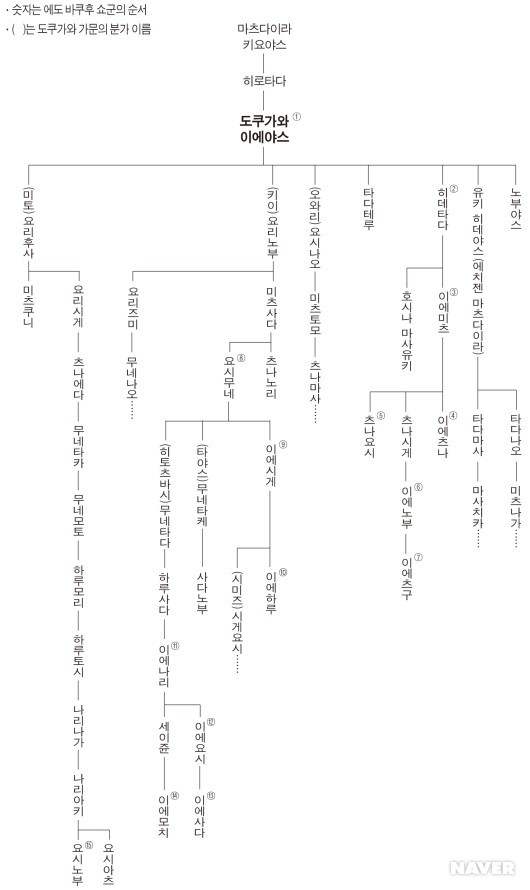 · 숫자는 에도 바쿠후 쇼군의 순서
· (  )는 도쿠가와 가문의 분가 이름
마츠다이라
키요야스
히로타다
도쿠가와 ①
이에야스
(미토)요리후사
(키이)요리노부
(오와리)요시나오
타다테루
② 히데타다
유키 히데야스(에치젠 마츠다이라)
노부야스
미츠쿠니
요리시게
요리즈미
미츠사다
미츠토모
호시나 마사유키
③ 이에미츠
츠나에다
무네나오……
⑧ 요시무네
츠나노리
츠나마사……
⑤ 츠나요시
츠나시게
④ 이에츠나
타다마사
타다나오
무네타카
(히토츠바시)무네타다
(타야스)무네타케
⑨ 이에시게
⑥ 이에노부
마사치카……
미츠나가……
무네모토
⑦ 이에츠구
하루모리
하루사다
사다노부
(시미즈)시게요시……
⑩ 이에하루
하루토시
⑪ 이에나리
나리나가
세이쥰
⑫ 이에요시
나리아키
⑭ 이에모치
⑬ 이에사다
⑮ 요시노부
요시아츠
NAVER